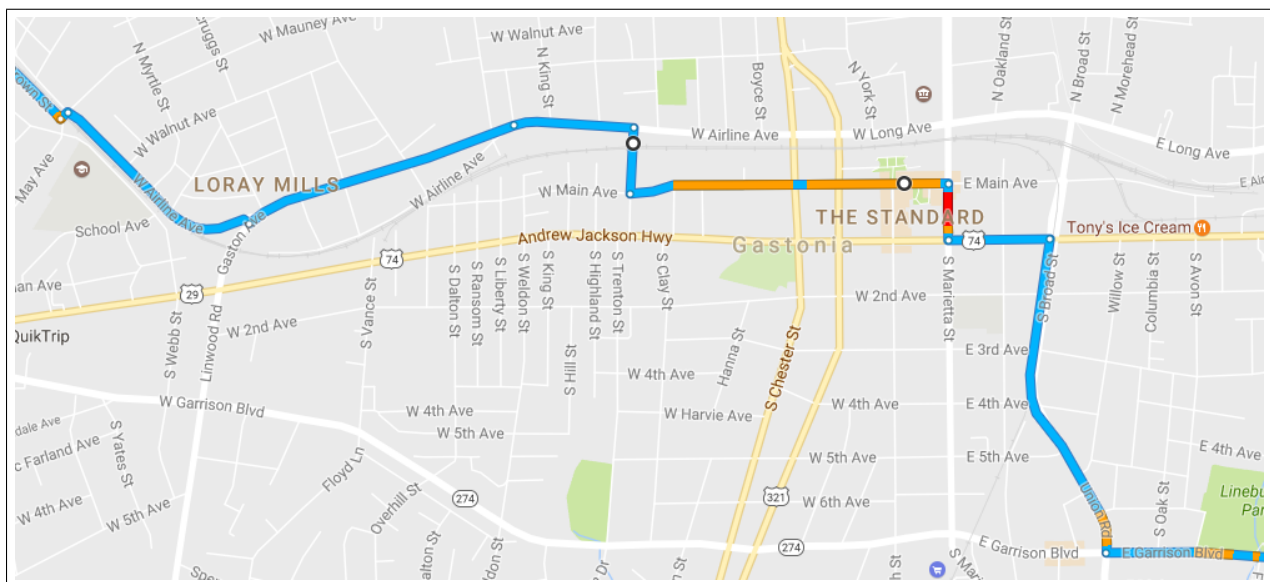 W Mauney Ave
W Walnut Ave
N Myrtle St
N King St
Boyce St
N York St
N Oakland St
N Broad St
N Morehead St
W Walnut Ave
W Airline Ave
W Long Ave
E Long Ave
May Ave
LORAY MILLS
W Airline Ave
W Main Ave
E Main Ave
W Airline Ave
School Ave
Gaston Ave
THE STANDARD
Tony's Ice Cream
Andrew Jackson Hwy
Gastonia
74
74
29
S Vance St
S Dalton St
S Ransom St
S Liberty St
S Weldon St
S King St
S Highland St
S Trenton St
S Clay St
S Marietta St
S Broad St
Willow St
Columbia St
S Avon St
W 2nd Ave
QuikTrip
S Webb St
Linwood Rd
W 2nd Ave
S Hill St
Hanna St
S Chester St
E 3rd Ave
W 4th Ave
W Garrison Blvd
W 4th Ave
W Harvie Ave
W 4th Ave
E 4th Ave
S Yates St
W 5th Ave
Floyd Ln
W 5th Ave
E 5th Ave
E 4th Ave
W 4th Ave
W 5th Ave
Overhill St
274
321
W 6th Ave
Union Rd
S Oak St
274
E Garrison Blvd
E Garrison Blvd